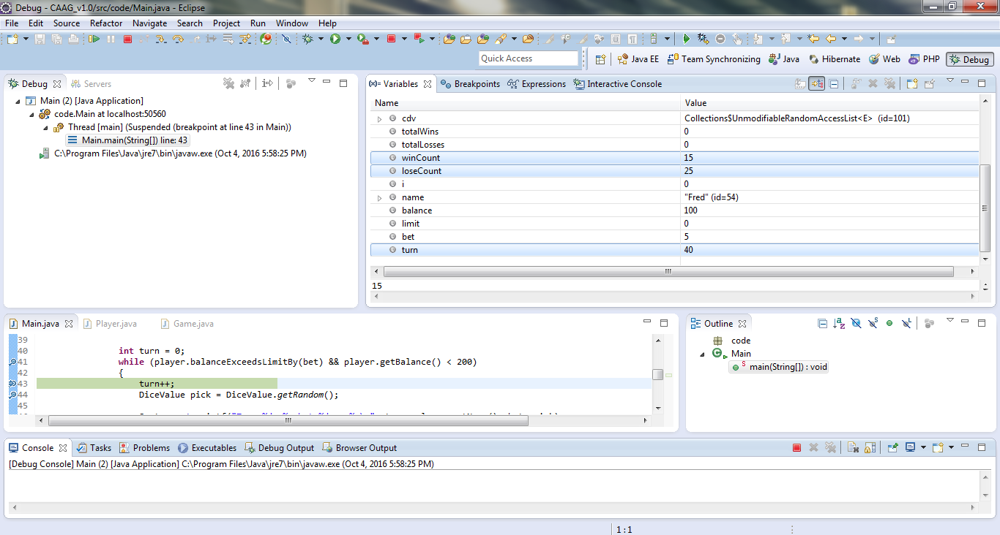 Debug - CAAG_v1.0/src/code/Main.java - Eclipse
File Edit Source Refactor Navigate Search Project Run Window Help
Quick Access
Java EE Team Synchronizing Java Hibernate Web PHP Debug
Debug Servers
Main (2) [Java Application]
code.Main at localhost:50560
Thread [main] (Suspended (breakpoint at line 43 in Main))
Main.main(String[]) line: 43
C:\Program Files\Java\jre7\bin\javaw.exe (Oct 4, 2016 5:58:25 PM)
(x)= Variables Breakpoints Expressions Interactive Console
Name Value
cdv Collections$UnmodifiableRandomAccessList<E> (id=101)
totalWins 0
totalLosses 0
winCount 15
loseCount 25
i 0
name "Fred" (id=54)
balance 100
limit 0
bet 5
turn 40
15
Main.java Player.java Game.java
39
40 int turn = 0;
41 while (player.balanceExceedsLimitBy(bet) && player.getBalance() < 200)
42 {
43 turn++;
44 DiceValue pick = DiceValue.getRandom();
45
Outline
code
Main
main(String[]) : void
Console Tasks Problems Executables Debug Output Browser Output
[Debug Console] Main (2) [Java Application] C:\Program Files\Java\jre7\bin\javaw.exe (Oct 4, 2016 5:58:25 PM)
1:1